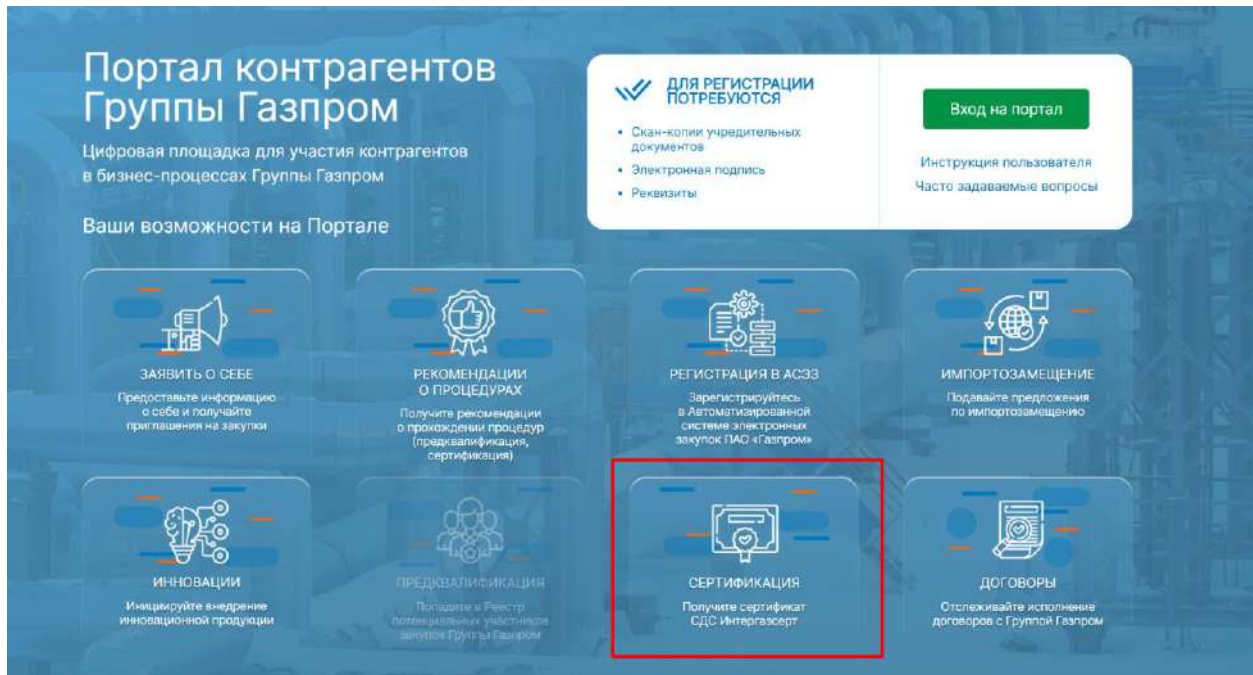 Портал контрагентов
Группы Газпром
Цифровая площадка для участия контрагентов
в бизнес-процессах Группы Газпром
Ваши возможности на Портале
ДЛЯ РЕГИСТРАЦИИ
ПОТРЕБУЮТСЯ
• Скан-копии учредительных
документов
• Электронная подпись
• Реквизиты
Вход на портал
Инструкция пользователя
Часто задаваемые вопросы
ЗАЯВИТЬ О СЕБЕ
Предоставьте информацию
о себе и получайте
приглашения на закупки
РЕКОМЕНДАЦИИ
О ПРОЦЕДУРАХ
Получите рекомендации
о прохождении процедур
(предквалификация,
сертификация)
РЕГИСТРАЦИЯ В АСЭЗ
Зарегистрируйтесь
в Автоматизированной
системе электронных
закупок ПАО «Газпром»
ИМПОРТОЗАМЕЩЕНИЕ
Подавайте предложения
по импортозамещению
ИННОВАЦИИ
Инициируйте внедрение
инновационной продукции
ПРЕДКВАЛИФИКАЦИЯ
Попадите в Реестр
потенциальных участников
закупок Группы Газпром
СЕРТИФИКАЦИЯ
Получите сертификат
СДС Интергазсерт
ДОГОВОРЫ
Отслеживайте исполнение
договоров с Группой Газпром